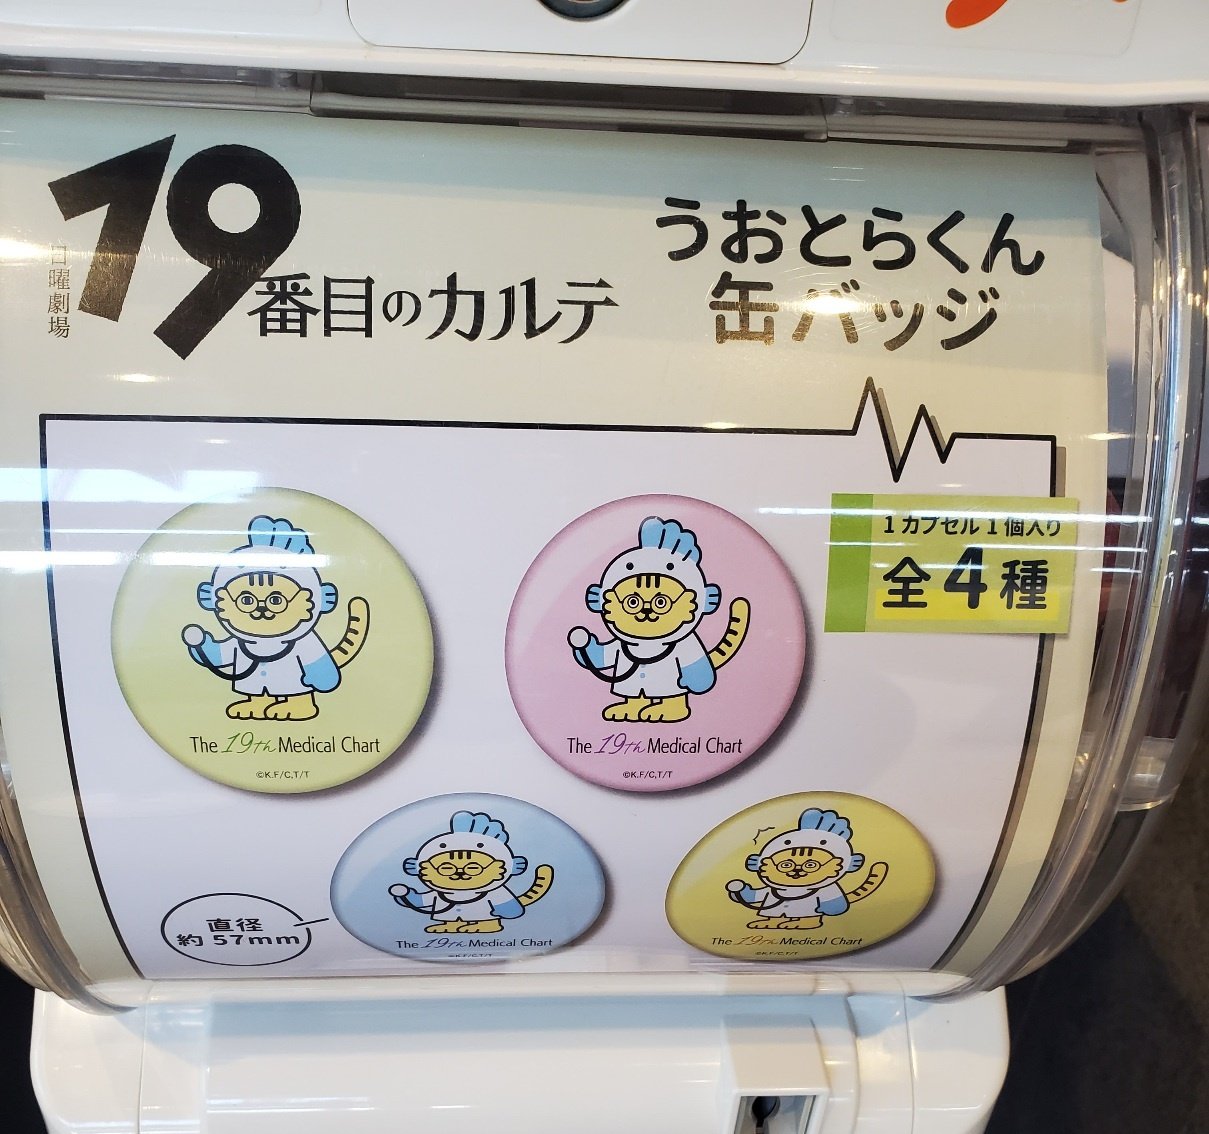 日曜劇場
19番目のカルテ
うおとらくん
缶バッジ
1カプセル1個入り
全4種
The 19th Medical Chart
©K.F/C,T/T
The 19th Medical Chart
©K.F/C,T/T
直径
約57mm
The 19th Medical Chart
©K.F/C,T/T
The 19th Medical Chart
©K.F/C,T/T